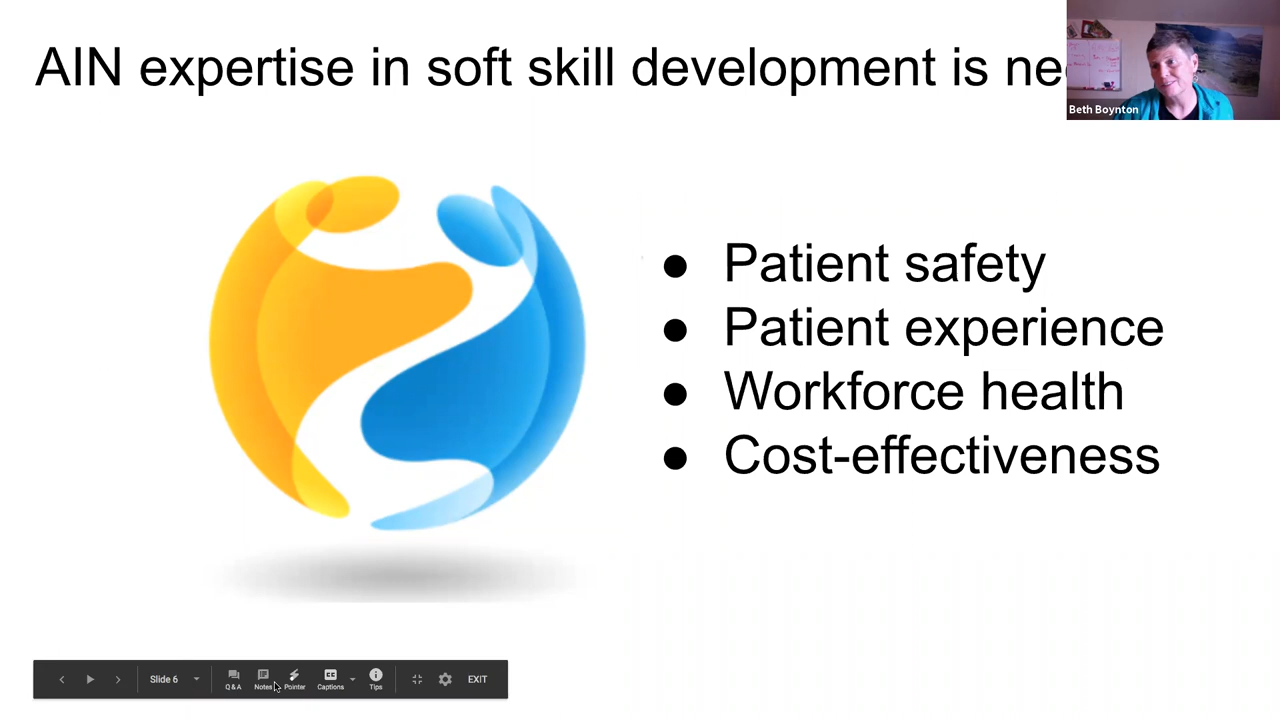 AIN expertise in soft skill development is
Beth Boynton
● Patient safety
● Patient experience
● Workforce health
● Cost-effectiveness
Slide 6
Q&A
Notes
Pointer
Captions
Tips
EXIT